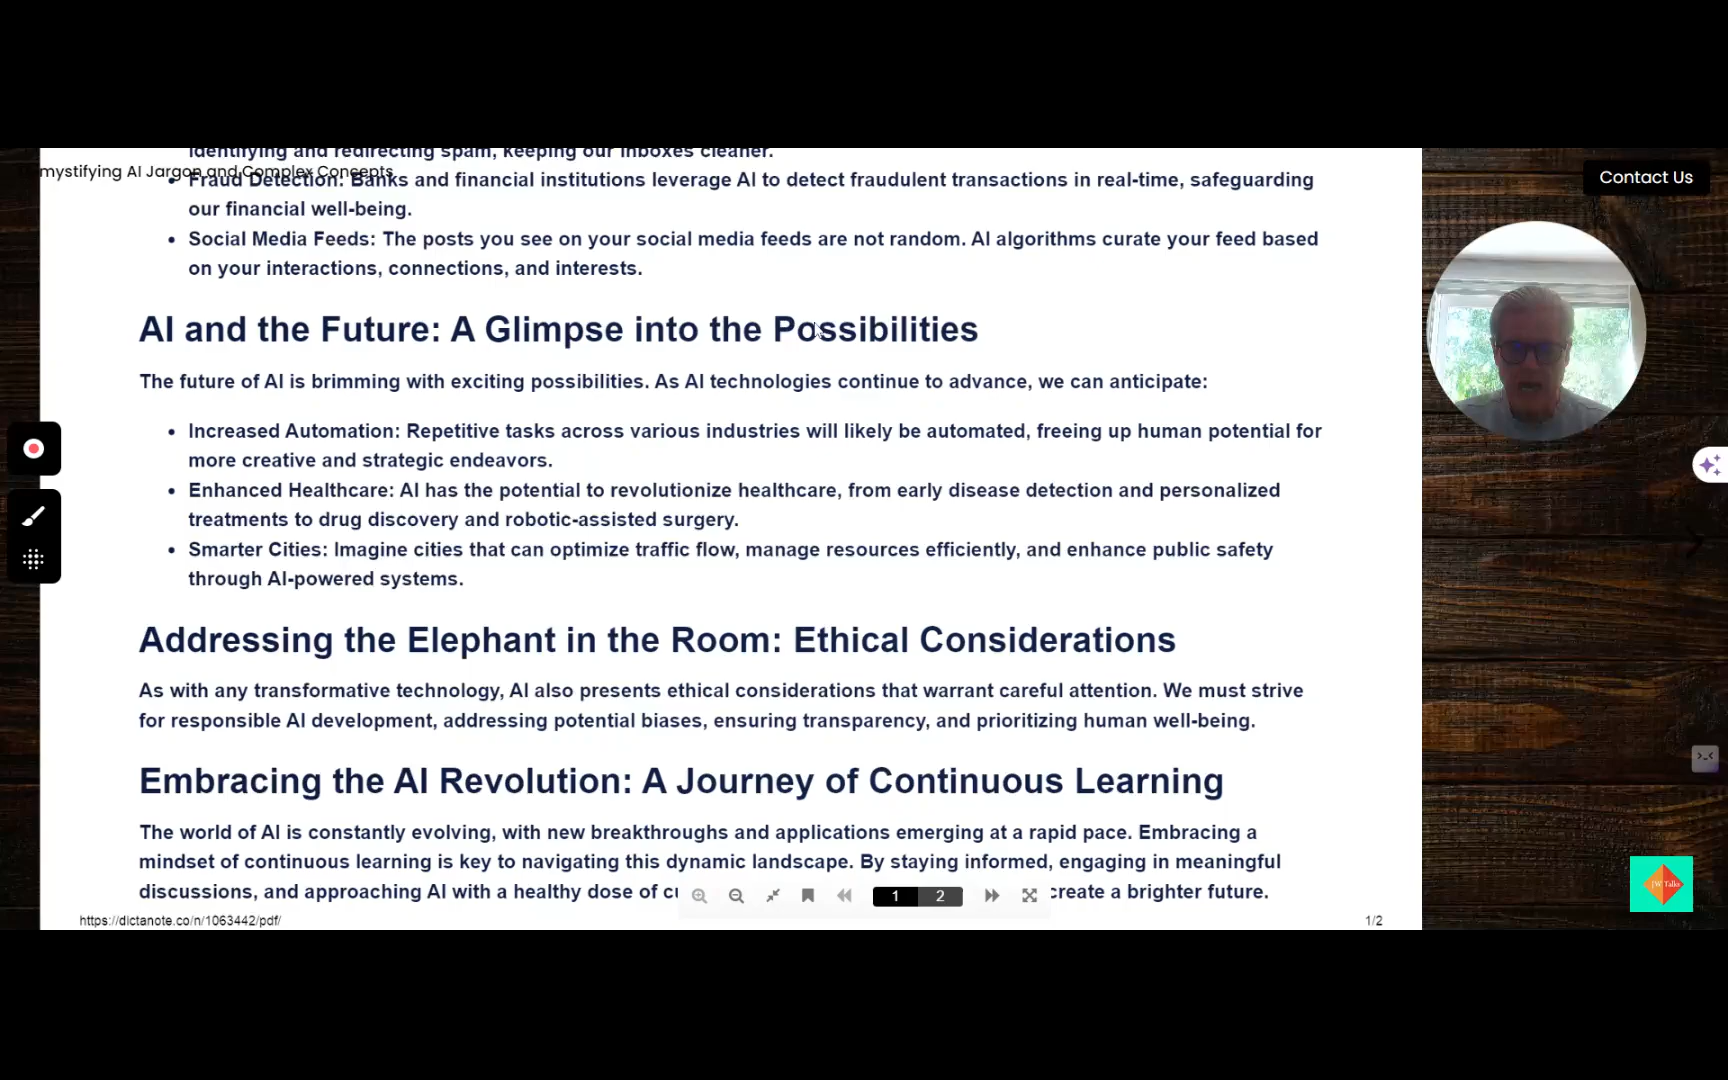 identifying and redirecting spam, keeping our inboxes cleaner.
mystifying AI Jargon and Complex Concepts
Contact Us
• Fraud Detection: Banks and financial institutions leverage AI to detect fraudulent transactions in real-time, safeguarding
our financial well-being.
• Social Media Feeds: The posts you see on your social media feeds are not random. AI algorithms curate your feed based
on your interactions, connections, and interests.
AI and the Future: A Glimpse into the Possibilities
The future of AI is brimming with exciting possibilities. As AI technologies continue to advance, we can anticipate:
• Increased Automation: Repetitive tasks across various industries will likely be automated, freeing up human potential for
more creative and strategic endeavors.
• Enhanced Healthcare: AI has the potential to revolutionize healthcare, from early disease detection and personalized
treatments to drug discovery and robotic-assisted surgery.
• Smarter Cities: Imagine cities that can optimize traffic flow, manage resources efficiently, and enhance public safety
through AI-powered systems.
Addressing the Elephant in the Room: Ethical Considerations
As with any transformative technology, AI also presents ethical considerations that warrant careful attention. We must strive
for responsible AI development, addressing potential biases, ensuring transparency, and prioritizing human well-being.
Embracing the AI Revolution: A Journey of Continuous Learning
The world of AI is constantly evolving, with new breakthroughs and applications emerging at a rapid pace. Embracing a
mindset of continuous learning is key to navigating this dynamic landscape. By staying informed, engaging in meaningful
discussions, and approaching AI with a healthy dose of create a brighter future.
1 2
JW Talks
https://dictanote.co/n/1063442/pdf/
1/2